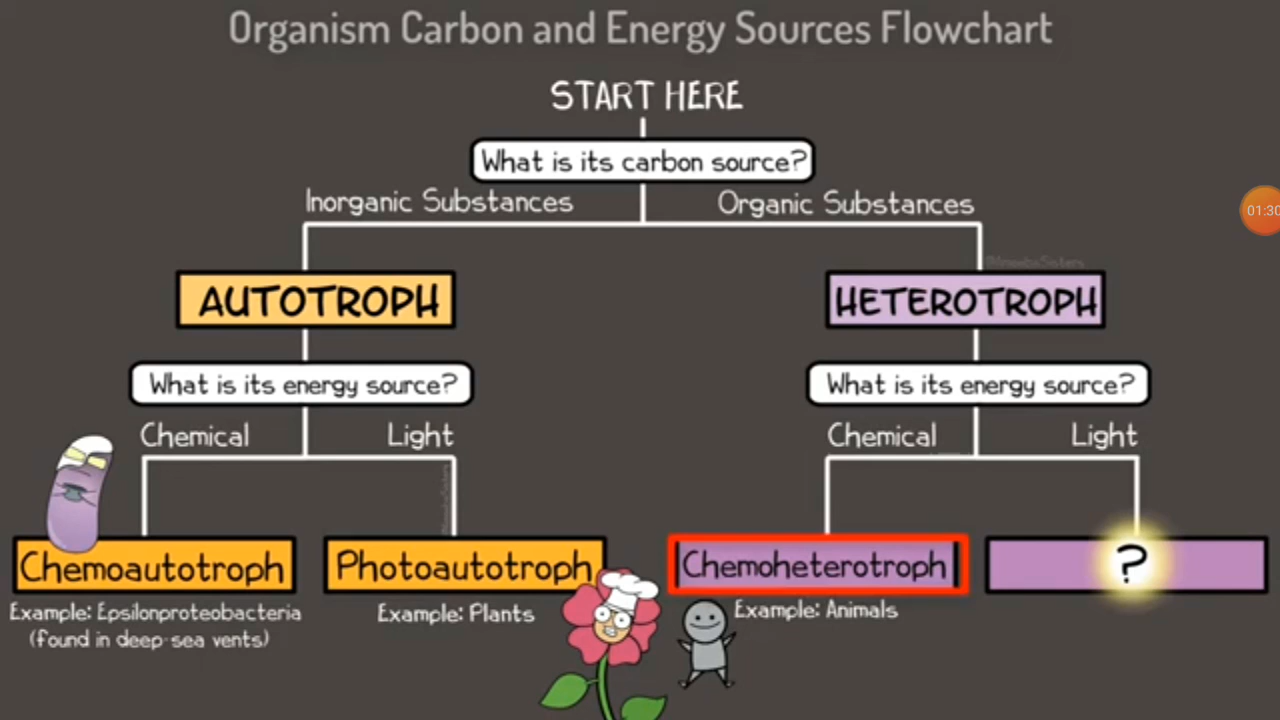 Organism Carbon and Energy Sources Flowchart
START HERE
What is its carbon source?
Inorganic Substances
Organic Substances
01:30
@AmoebaSisters
AUTOTROPH
HETEROTROPH
What is its energy source?
What is its energy source?
Chemical
Light
Chemical
Light
Chemoautotroph
Photoautotroph
Chemoheterotroph
?
Example: Epsilonproteobacteria
(found in deep-sea vents)
Example: Plants
Example: Animals